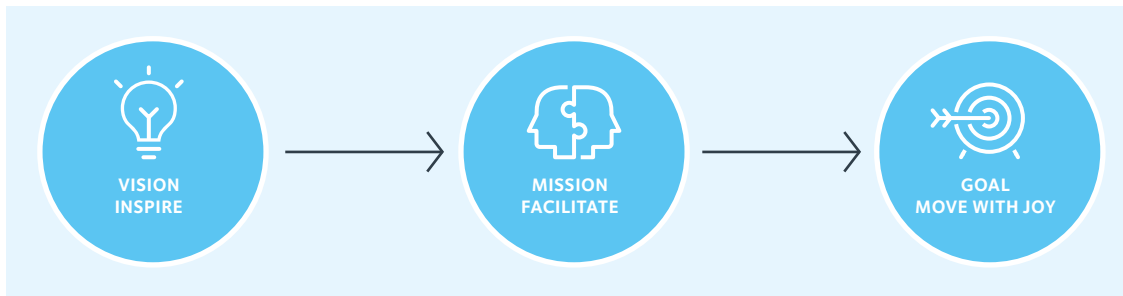 VISION
INSPIRE
MISSION
FACILITATE
GOAL
MOVE WITH JOY